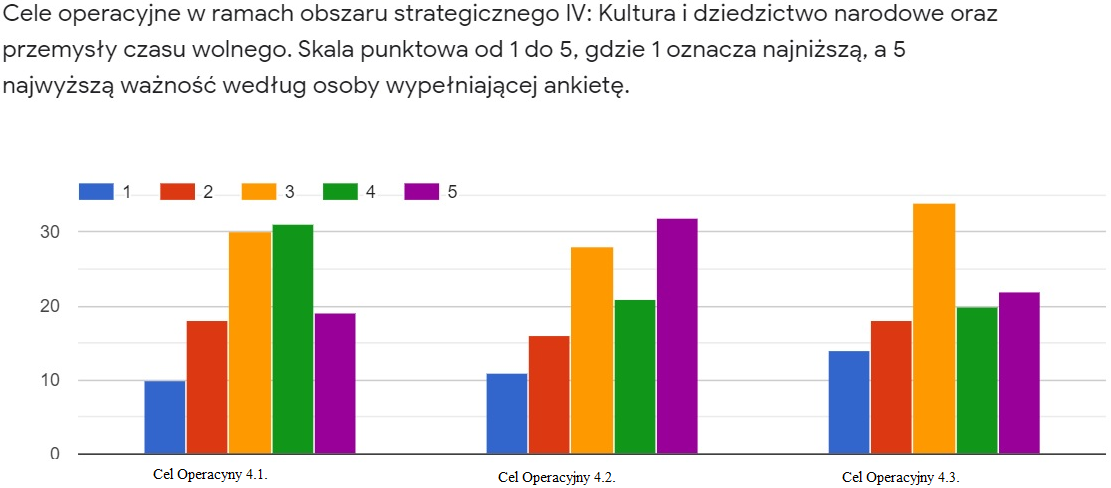 Cele operacyjne w ramach obszaru strategicznego IV: Kultura i dziedzictwo narodowe oraz
przemysły czasu wolnego. Skala punktowa od 1 do 5, gdzie 1 oznacza najniższą, a 5
najwyższą ważność według osoby wypełniającej ankietę.
1 2 3 4 5
30
20
10
0
Cel Operacyny 4.1. Cel Operacyjny 4.2. Cel Operacyjny 4.3.